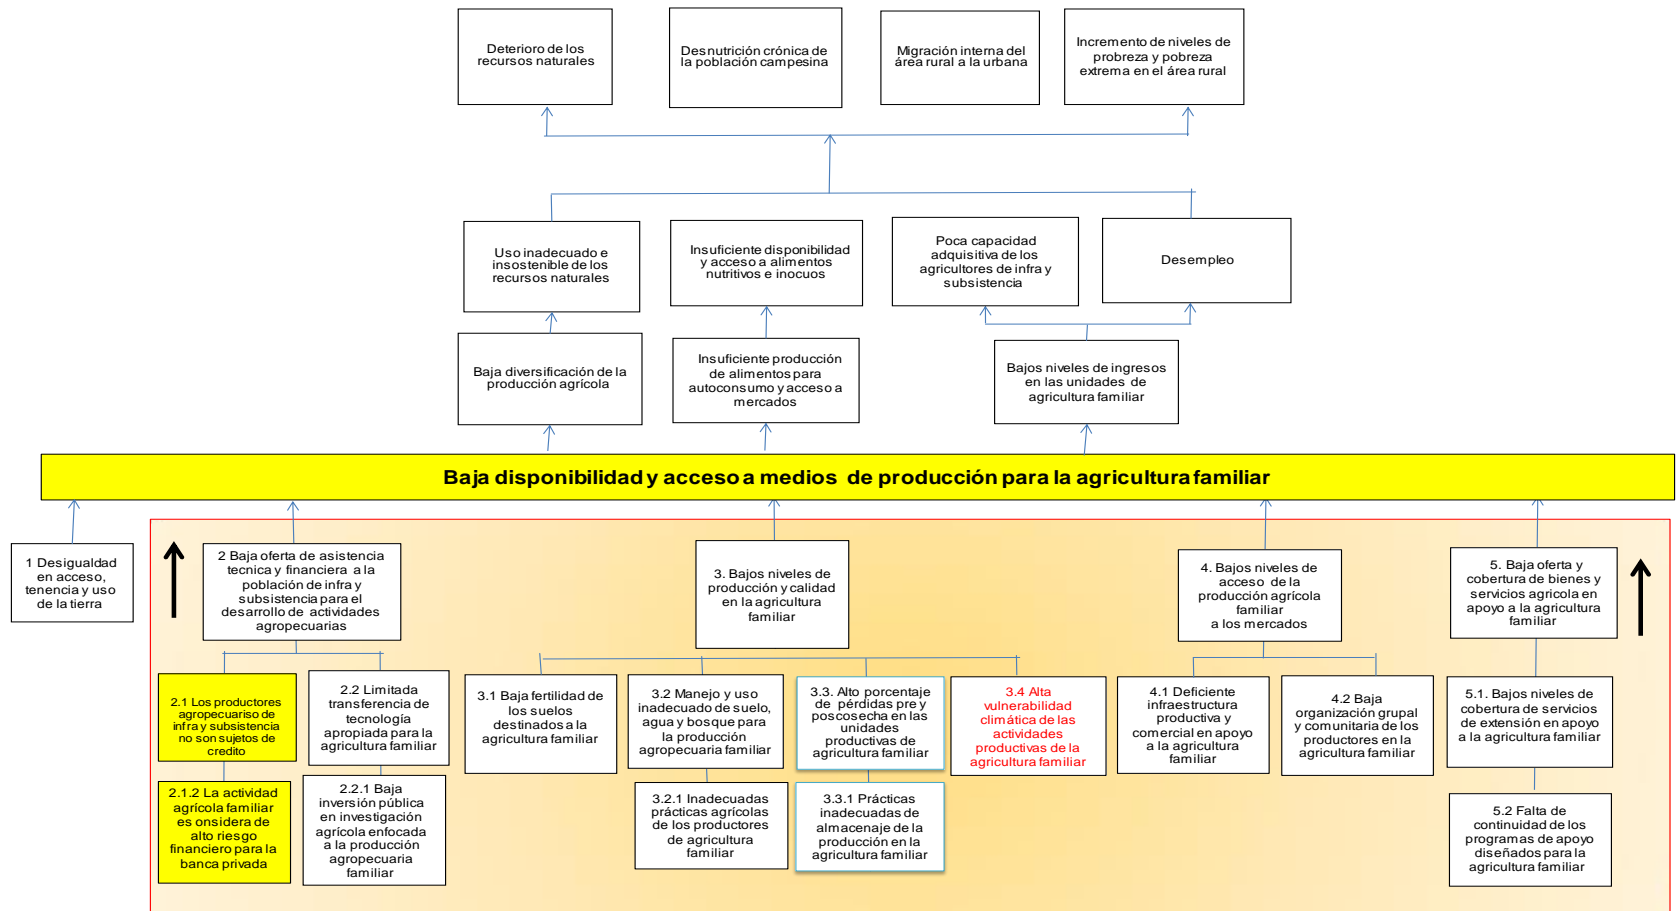 Deterioro de los
recursos naturales
Desnutrición crónica de
la población campesina
Migración interna del
área rural a la urbana
Incremento de niveles de
probreza y pobreza
extrema en el área rural
Uso inadecuado e
insostenible de los
recursos naturales
Insuficiente disponibilidad
y acceso a alimentos
nutritivos e inocuos
Poca capacidad
adquisitiva de los
agricultores de infra y
subsistencia
Desempleo
Baja diversificación de la
producción agrícola
Insuficiente producción
de alimentos para
autoconsumo y acceso a
mercados
Bajos niveles de ingresos
en las unidades de
agricultura familiar
Baja disponibilidad y acceso a medios de producción para la agricultura familiar
1 Desigualdad
en acceso,
tenencia y uso
de la tierra
2 Baja oferta de asistencia
tecnica y financiera a la
población de infra y
subsistencia para el
desarrollo de actividades
agropecuarias
3. Bajos niveles de
producción y calidad
en la agricultura
familiar
4. Bajos niveles de
acceso de la
producción agrícola
familiar
a los mercados
5. Baja oferta y
cobertura de bienes y
servicios agricola en
apoyo a la agricultura
familiar
2.1 Los productores
agropecuariso de
infra y subsistencia
no son sujetos de
credito
2.2 Limitada
transferencia de
tecnología
apropiada para la
agricultura familiar
3.1 Baja fertilidad de
los suelos
destinados a la
agricultura familiar
3.2 Manejo y uso
inadecuado de suelo,
agua y bosque para
la producción
agropecuaria familiar
3.3. Alto porcentaje
de pérdidas pre y
poscosecha en las
unidades
productivas de
agricultura familiar
3.4 Alta
vulnerabilidad
climática de las
actividades
productivas de la
agricultura familiar
4.1 Deficiente
infraestructura
productiva y
comercial en apoyo
a la agricultura
familiar
4.2 Baja
organización grupal
y comunitaria de los
productores en la
agricultura familiar
5.1. Bajos niveles de
cobertura de servicios
de extensión en apoyo
a la agricultura familiar
2.1.2 La actividad
agrícola familiar
es onsidera de
alto riesgo
financiero para la
banca privada
2.2.1 Baja
inversión pública
en investigación
agrícola enfocada
a la producción
agropecuaria
familiar
3.2.1 Inadecuadas
prácticas agrícolas
de los productores
de agricultura
familiar
3.3.1 Prácticas
inadecuadas de
almacenaje de la
producción en la
agricultura familiar
5.2 Falta de
continuidad de los
programas de apoyo
diseñados para la
agricultura familiar